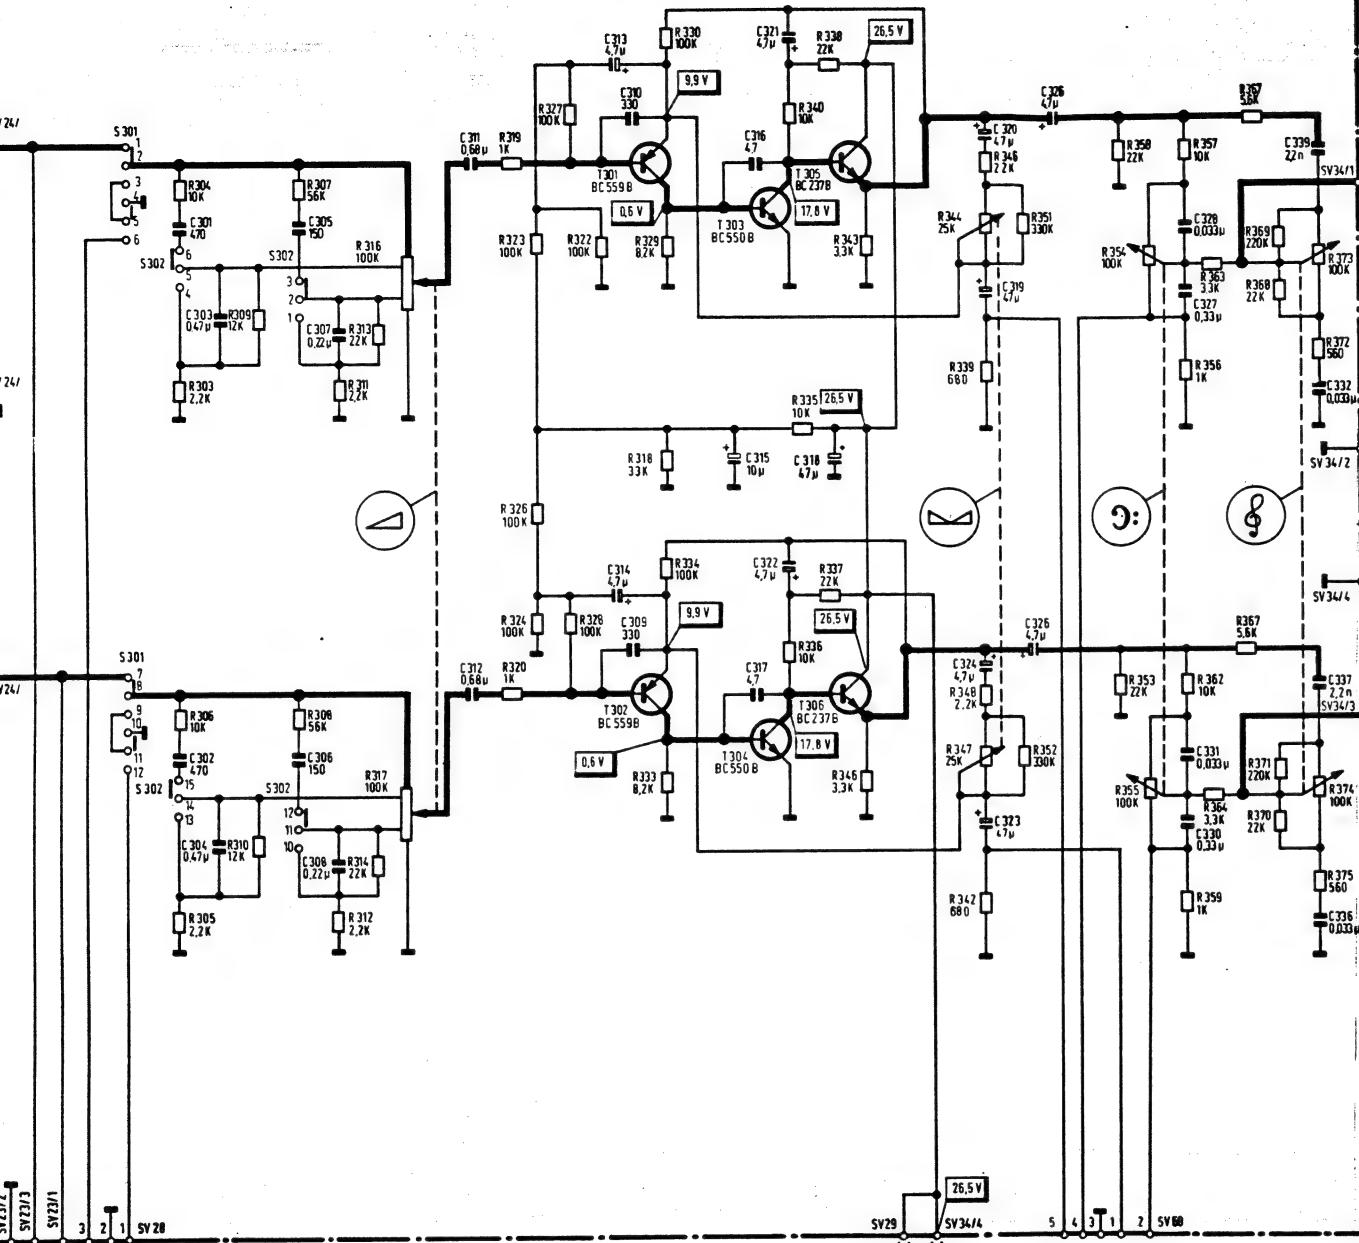 /24/
S301
1
2
3
4
5
6
R304
10K
R307
56K
C301
470
C305
150
S302
6
5
4
S302
3
2
1
R316
100K
C303
0,47µ
R309
12K
C307
0,22µ
R313
22K
R303
2,2K
R311
2,2K
/24/
C311
0,68µ
R319
1K
C313
4,7µ
R330
100K
R327
100K
C310
330
9,9 V
T301
BC559B
R323
100K
R322
100K
0,6 V
R329
8,2K
C321
4,7µ
R338
22K
26,5 V
R340
10K
C316
4,7
T305
BC237B
T303
BC550B
17,8 V
R343
3,3K
C320
47µ
R346
2,2K
R344
25K
R351
330K
C319
47µ
R339
680
C326
47µ
R358
22K
R357
10K
R367
5,6K
C339
2,2n
SV34/1
C328
0,033µ
R354
100K
R363
3,3K
C327
0,33µ
R356
1K
R369
220K
R368
22K
R373
100K
R372
560
C332
0,033µ
SV34/2
R335
10K
26,5 V
R318
33K
C315
10µ
C318
47µ
R326
100K
SV34/4
V24/
S301
7
8
9
10
11
12
R306
10K
R308
56K
C302
470
C306
150
S302
15
14
13
S302
12
11
10
R317
100K
C304
0,47µ
R310
12K
C308
0,22µ
R314
22K
R305
2,2K
R312
2,2K
C312
0,68µ
R320
1K
R324
100K
R328
100K
C314
4,7µ
R334
100K
C309
330
9,9 V
T302
BC559B
0,6 V
R333
8,2K
C322
4,7µ
R337
22K
26,5 V
R336
10K
C317
4,7
T306
BC237B
T304
BC550B
17,8 V
R346
3,3K
C324
4,7µ
R348
2,2K
R347
25K
R352
330K
C323
47µ
R342
680
C326
4,7µ
R353
22K
R362
10K
R367
5,6K
C337
2,2n
SV34/3
C331
0,033µ
R355
100K
R364
3,3K
C330
0,33µ
R359
1K
R371
220K
R370
22K
R374
100K
R375
560
C336
0,033µ
SV23/2
SV23/3
SV23/1
3
2
1
SV28
SV29
SV34/4
26,5 V
5
4
3
1
2
SV60